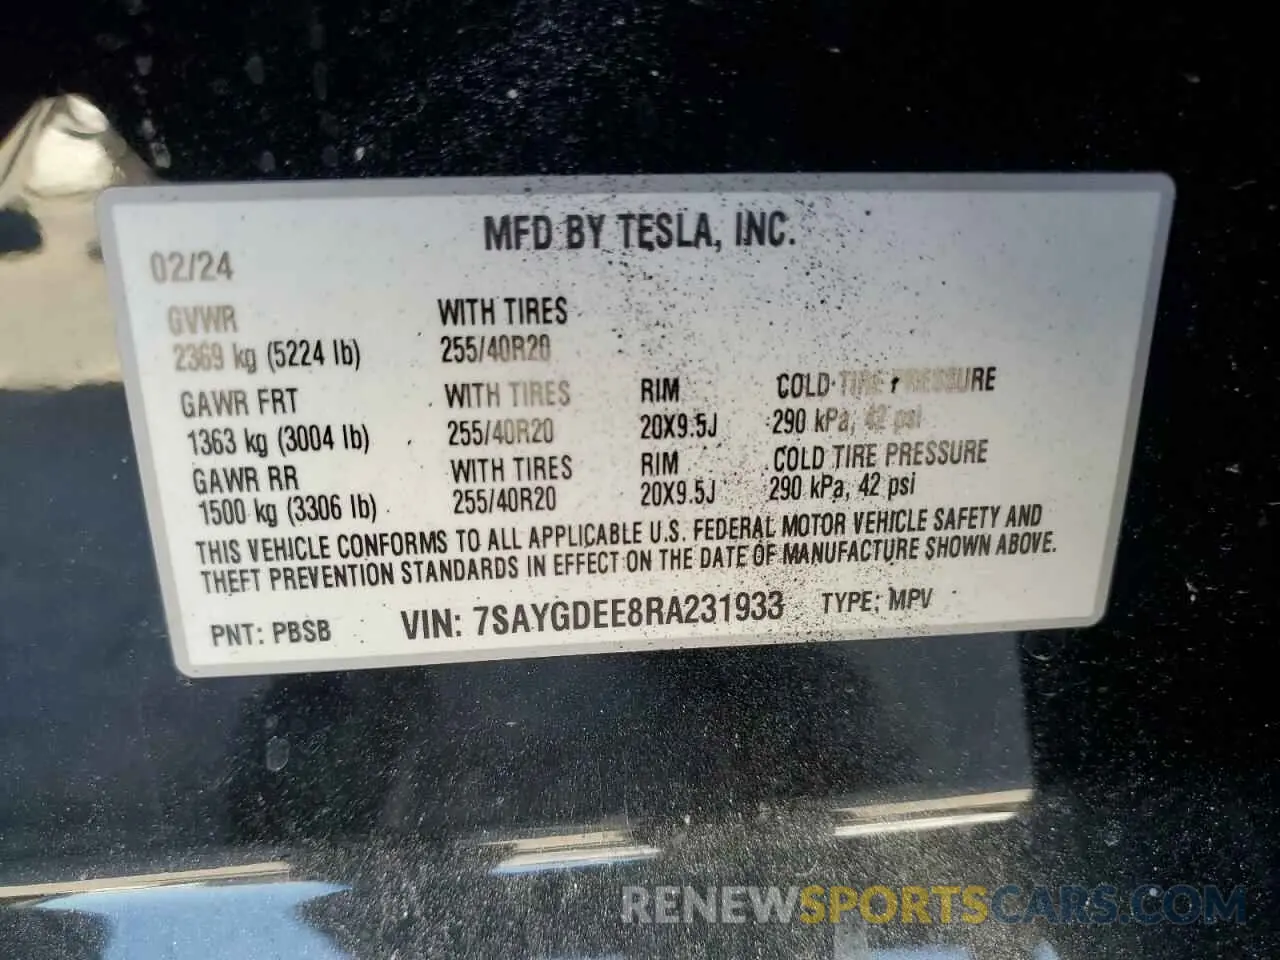 MFD BY TESLA, INC.
02/24
GVWR WITH TIRES
2369 kg (5224 lb) 255/40R20
GAWR FRT WITH TIRES RIM COLD TIRE PRESSURE
1363 kg (3004 lb) 255/40R20 20X9.5J 290 kPa, 42 psi
GAWR RR WITH TIRES RIM COLD TIRE PRESSURE
1500 kg (3306 lb) 255/40R20 20X9.5J 290 kPa, 42 psi
THIS VEHICLE CONFORMS TO ALL APPLICABLE U.S. FEDERAL MOTOR VEHICLE SAFETY AND
THEFT PREVENTION STANDARDS IN EFFECT ON THE DATE OF MANUFACTURE SHOWN ABOVE.
PNT: PBSB VIN: 7SAYGDEE8RA231933 TYPE: MPV
RENEWSPORTSCARS.COM